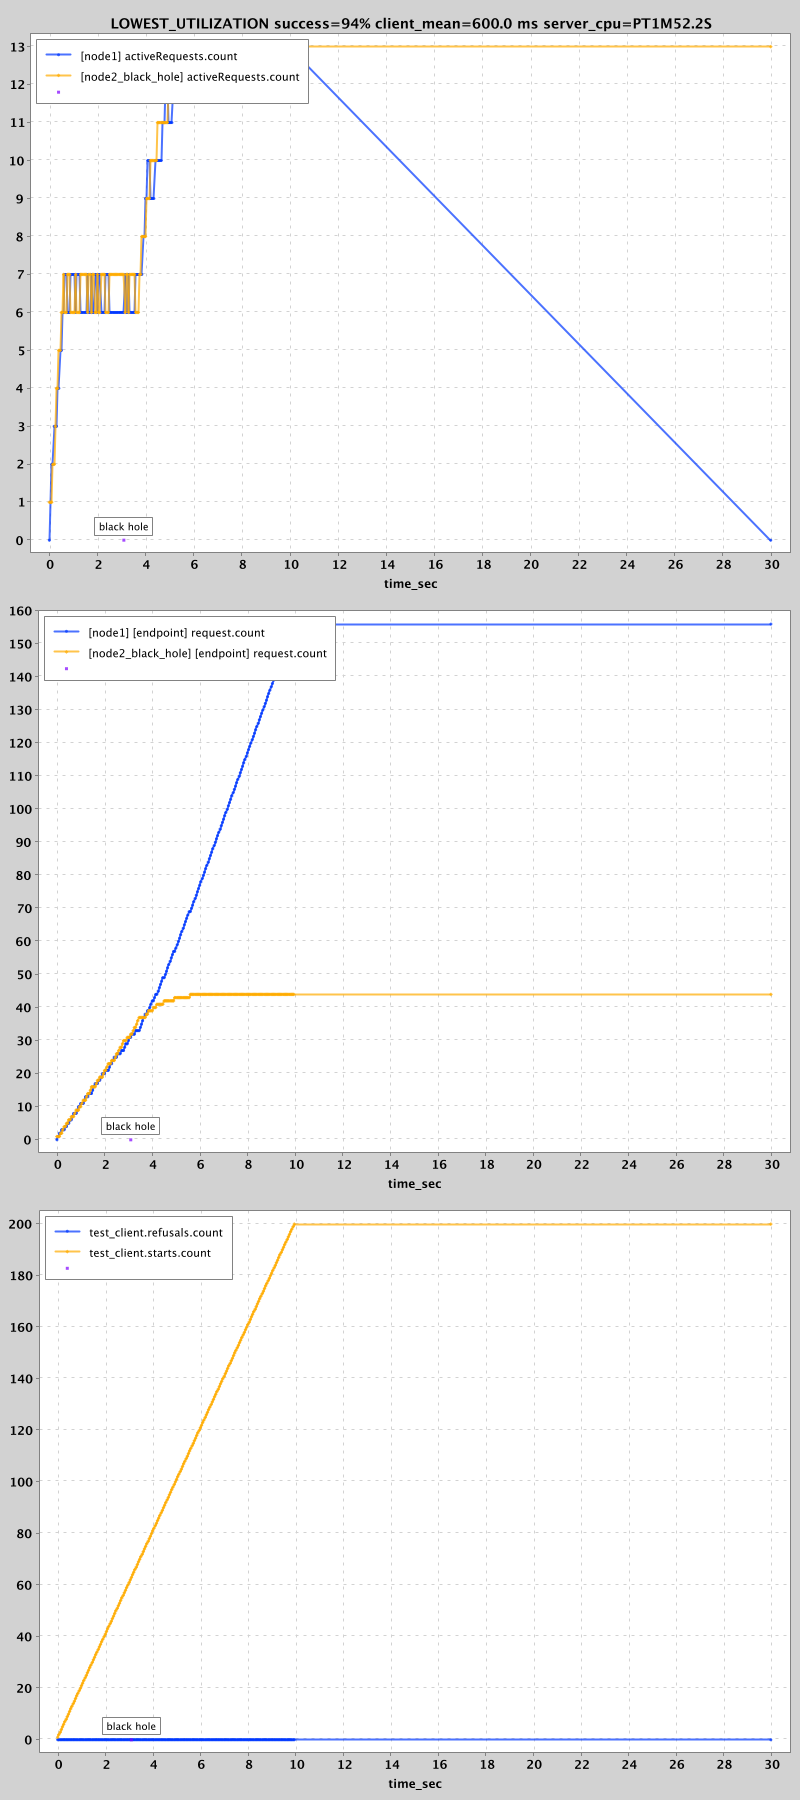 LOWEST_UTILIZATION success=94% client_mean=600.0 ms server_cpu=PT1M52.2S
[node1] activeRequests.count
[node2_black_hole] activeRequests.count
13
12
11
10
9
8
7
6
5
4
3
2
1
0
black hole
0 2 4 6 8 10 12 14 16 18 20 22 24 26 28 30
time_sec
[node1] [endpoint] request.count
[node2_black_hole] [endpoint] request.count
160
150
140
130
120
110
100
90
80
70
60
50
40
30
20
10
0
black hole
0 2 4 6 8 10 12 14 16 18 20 22 24 26 28 30
time_sec
test_client.refusals.count
test_client.starts.count
200
180
160
140
120
100
80
60
40
20
0
black hole
0 2 4 6 8 10 12 14 16 18 20 22 24 26 28 30
time_sec